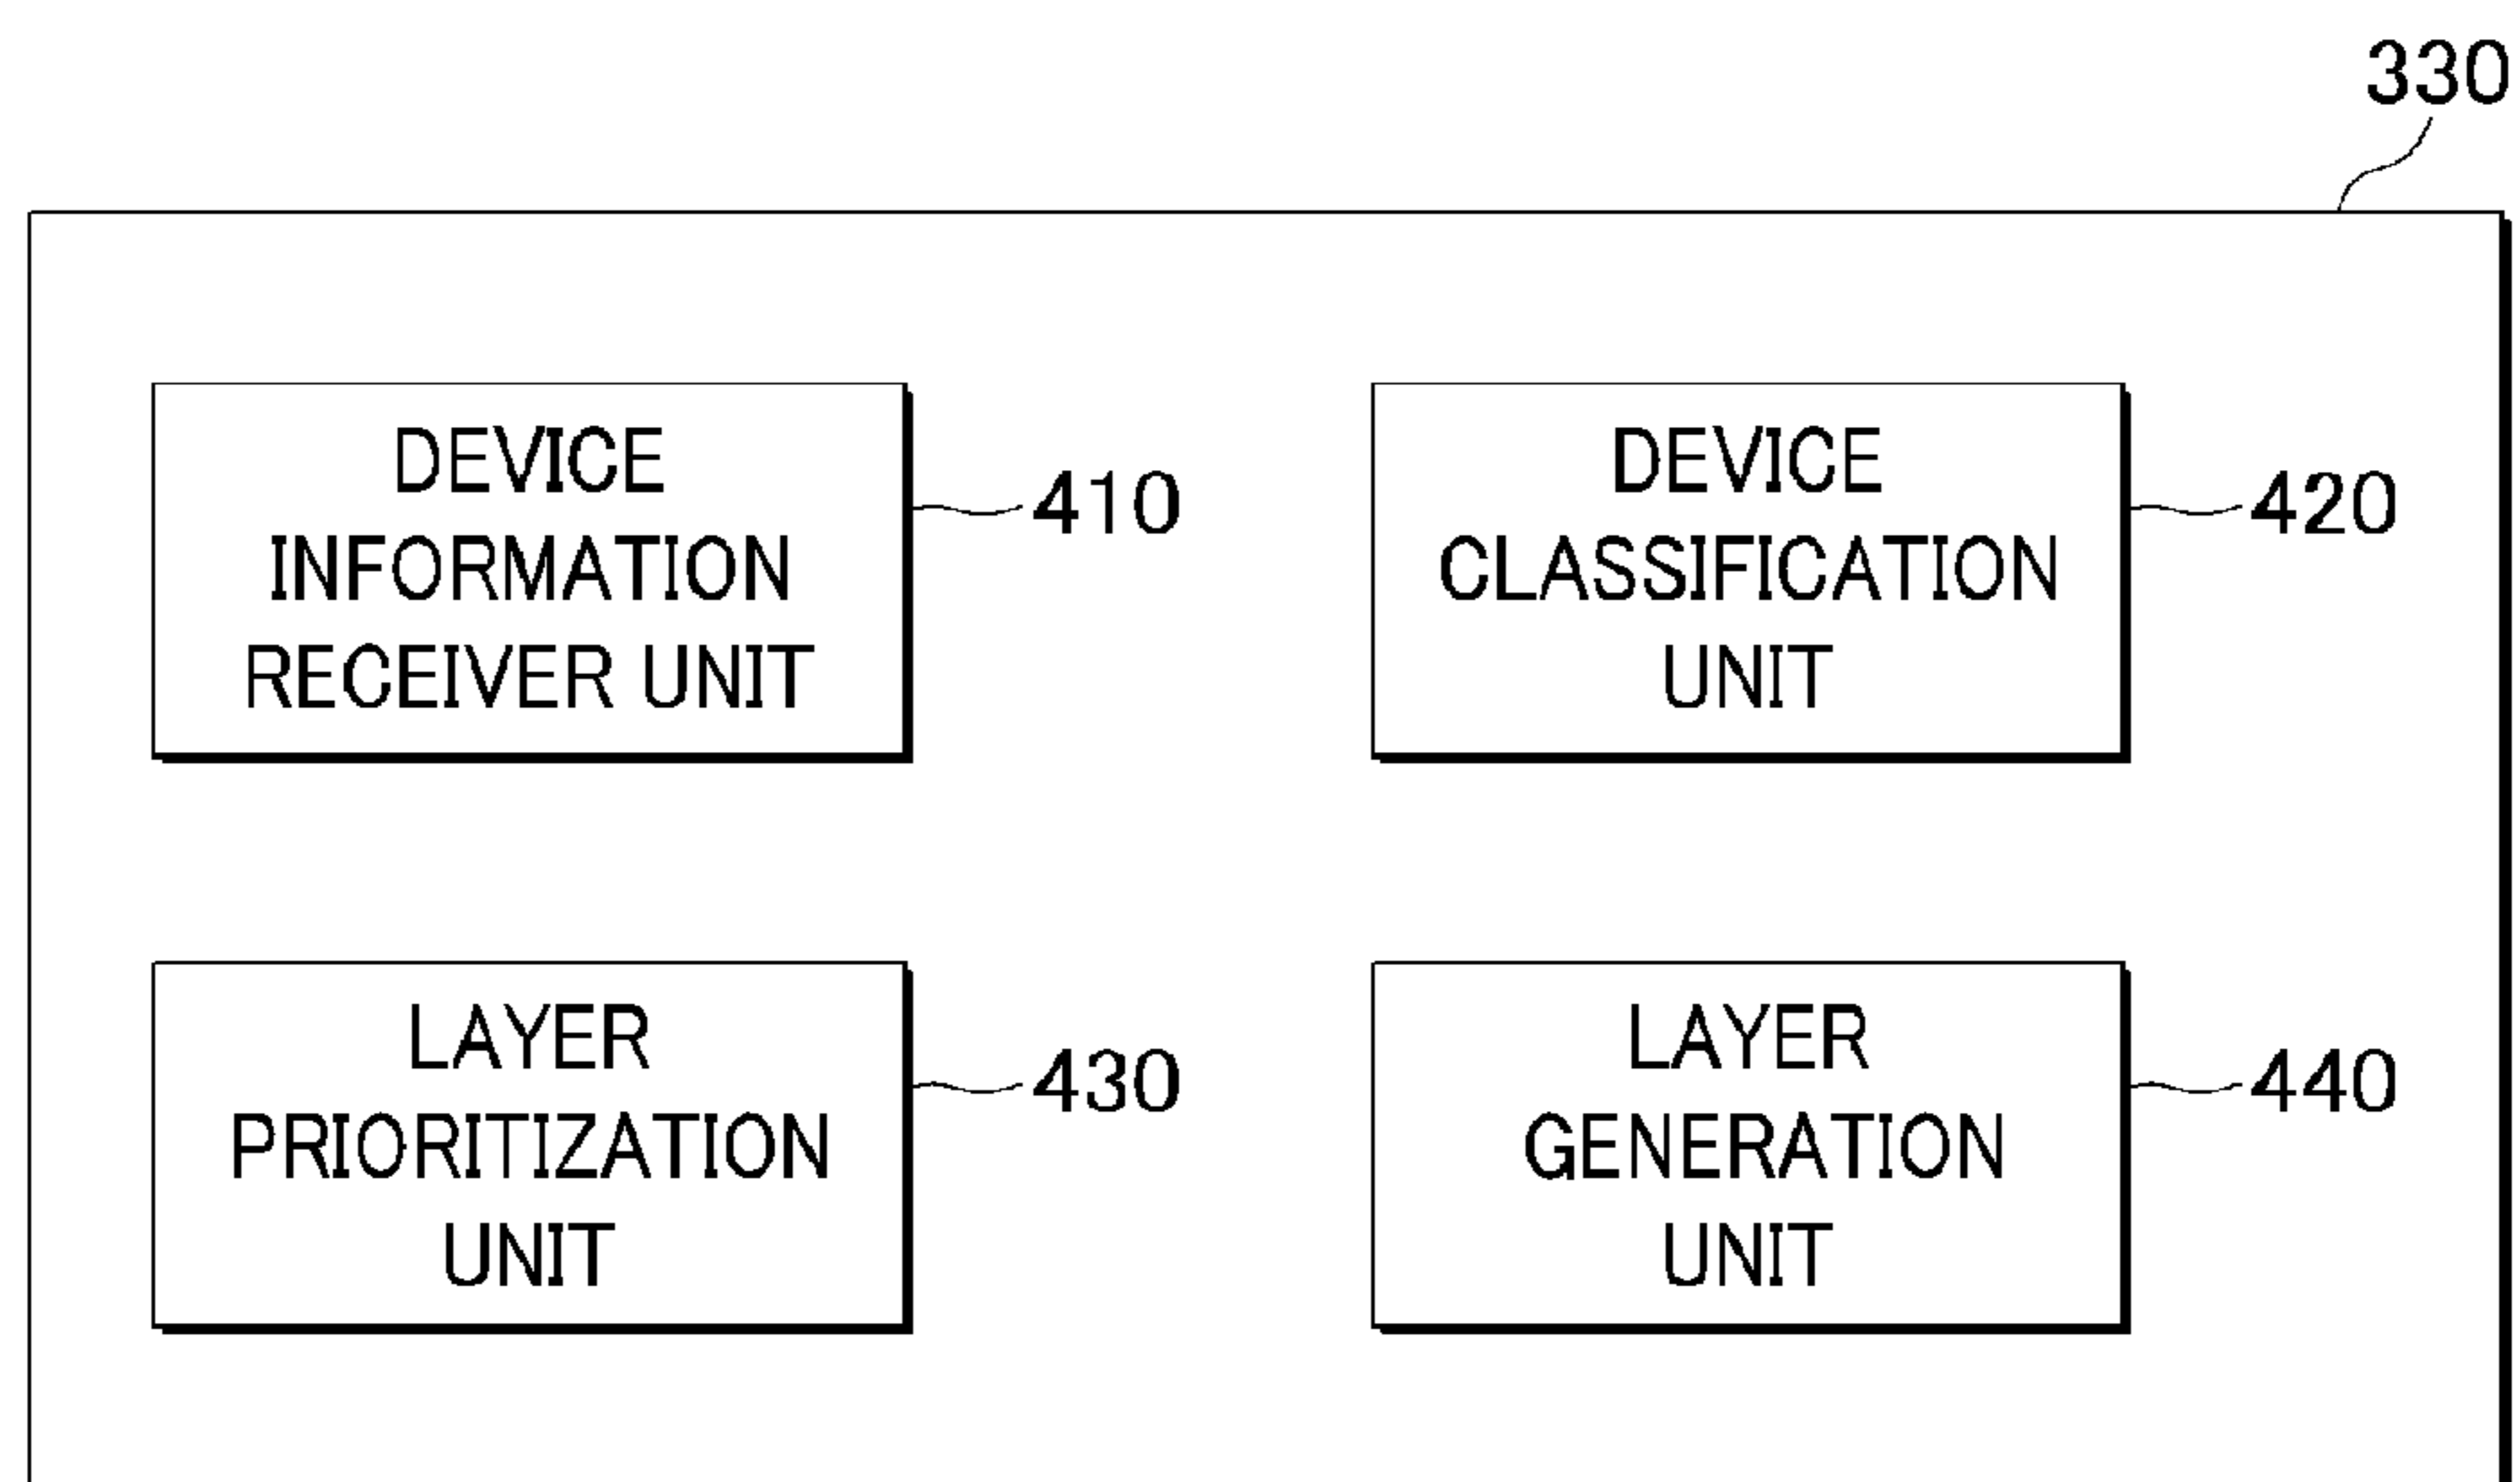 330
DEVICE
INFORMATION
RECEIVER UNIT
410
DEVICE
CLASSIFICATION
UNIT
420
LAYER
PRIORITIZATION
UNIT
430
LAYER
GENERATION
UNIT
440